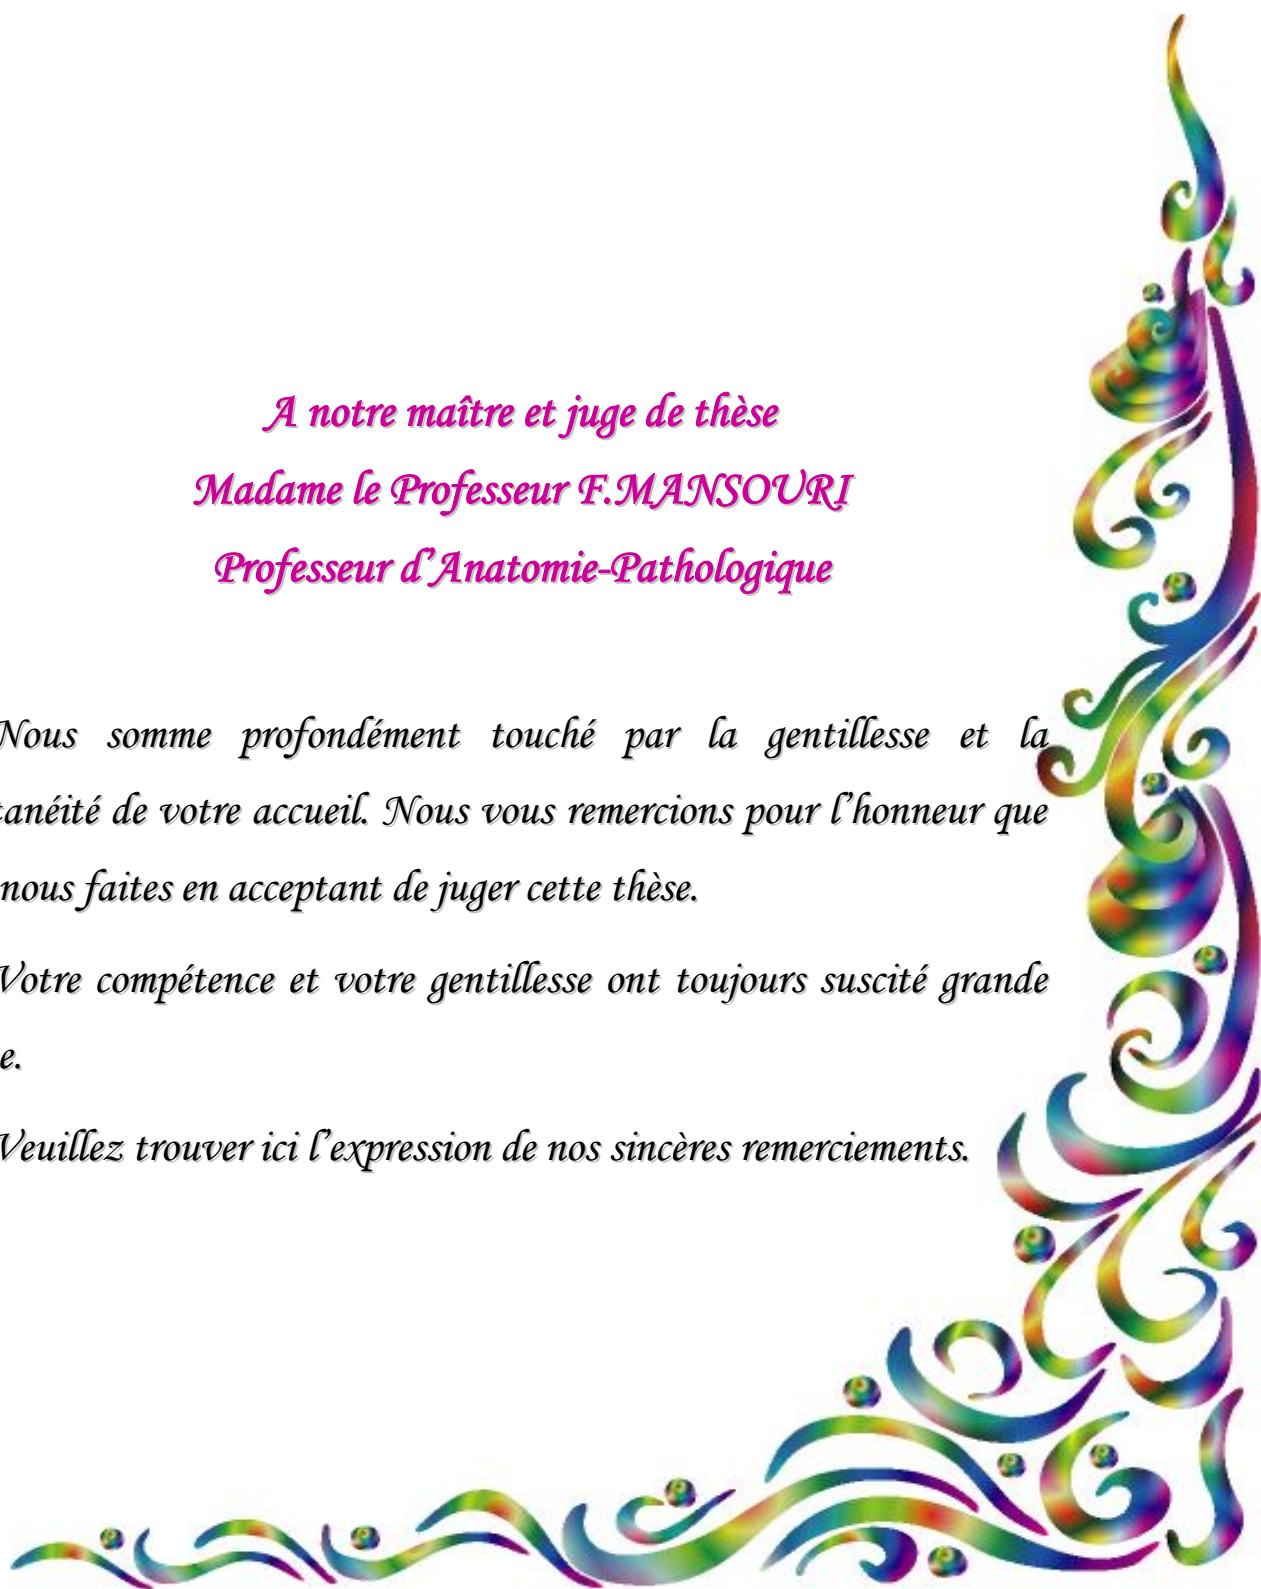 A notre maître et juge de thèse
Madame le Professeur F.MANSOURI
Professeur d’Anatomie-Pathologique
Nous somme profondément touché par la gentillesse et la
tanéité de votre accueil. Nous vous remercions pour l’honneur que
nous faites en acceptant de juger cette thèse.
Votre compétence et votre gentillesse ont toujours suscité grande
e.
Veuillez trouver ici l’expression de nos sincères remerciements.